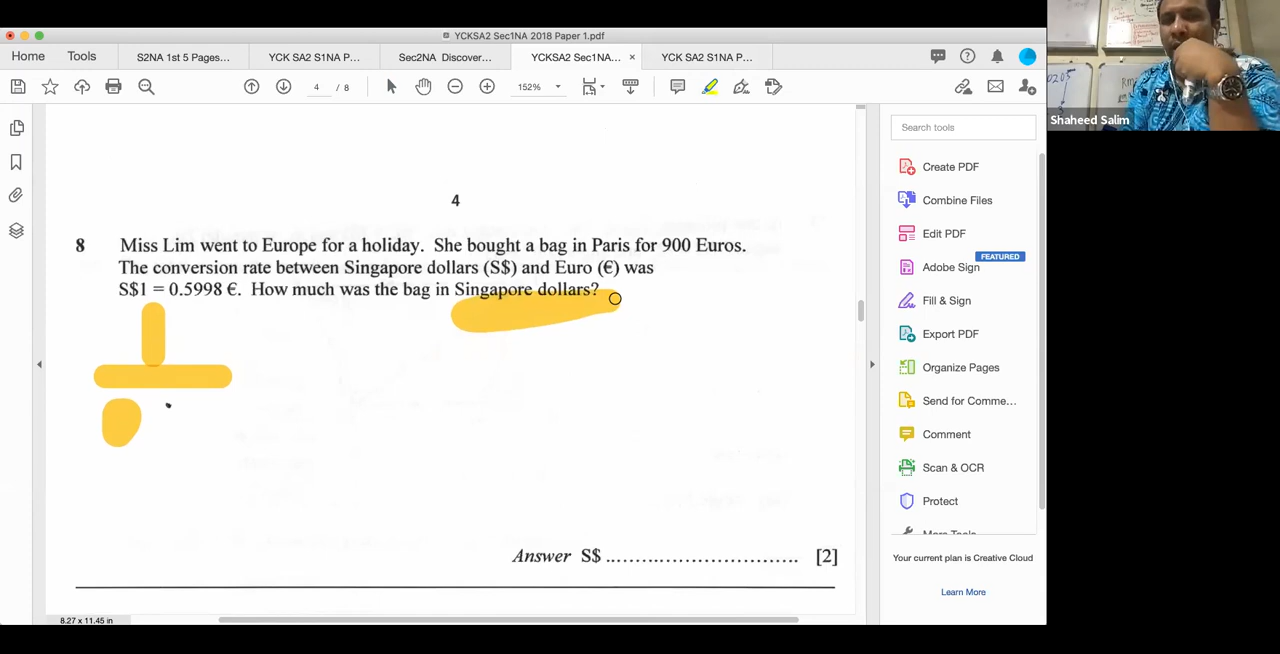 YCKSA2 Sec1NA 2018 Paper 1.pdf
Home
Tools
S2NA 1st 5 Pages...
YCK SA2 S1NA P...
Sec2NA Discover...
YCKSA2 Sec1NA... ×
YCK SA2 S1NA P...
4 / 8
152%
Shaheed Salim
Search tools
Create PDF
Combine Files
Edit PDF
FEATURED
Adobe Sign
Fill & Sign
Export PDF
Organize Pages
Send for Comme...
Comment
Scan & OCR
Protect
More Tools
Your current plan is Creative Cloud
Learn More
4
8 Miss Lim went to Europe for a holiday. She bought a bag in Paris for 900 Euros.
The conversion rate between Singapore dollars (S$) and Euro (€) was
S$1 = 0.5998 €. How much was the bag in Singapore dollars?
Answer S$ ................................. [2]
8.27 x 11.45 in